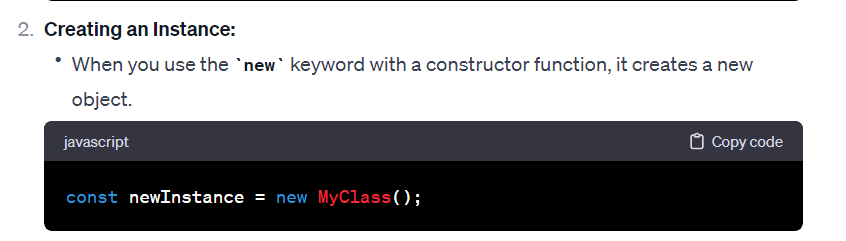 2. Creating an Instance:
• When you use the `new` keyword with a constructor function, it creates a new
object.
javascript
Copy code
const newInstance = new MyClass();